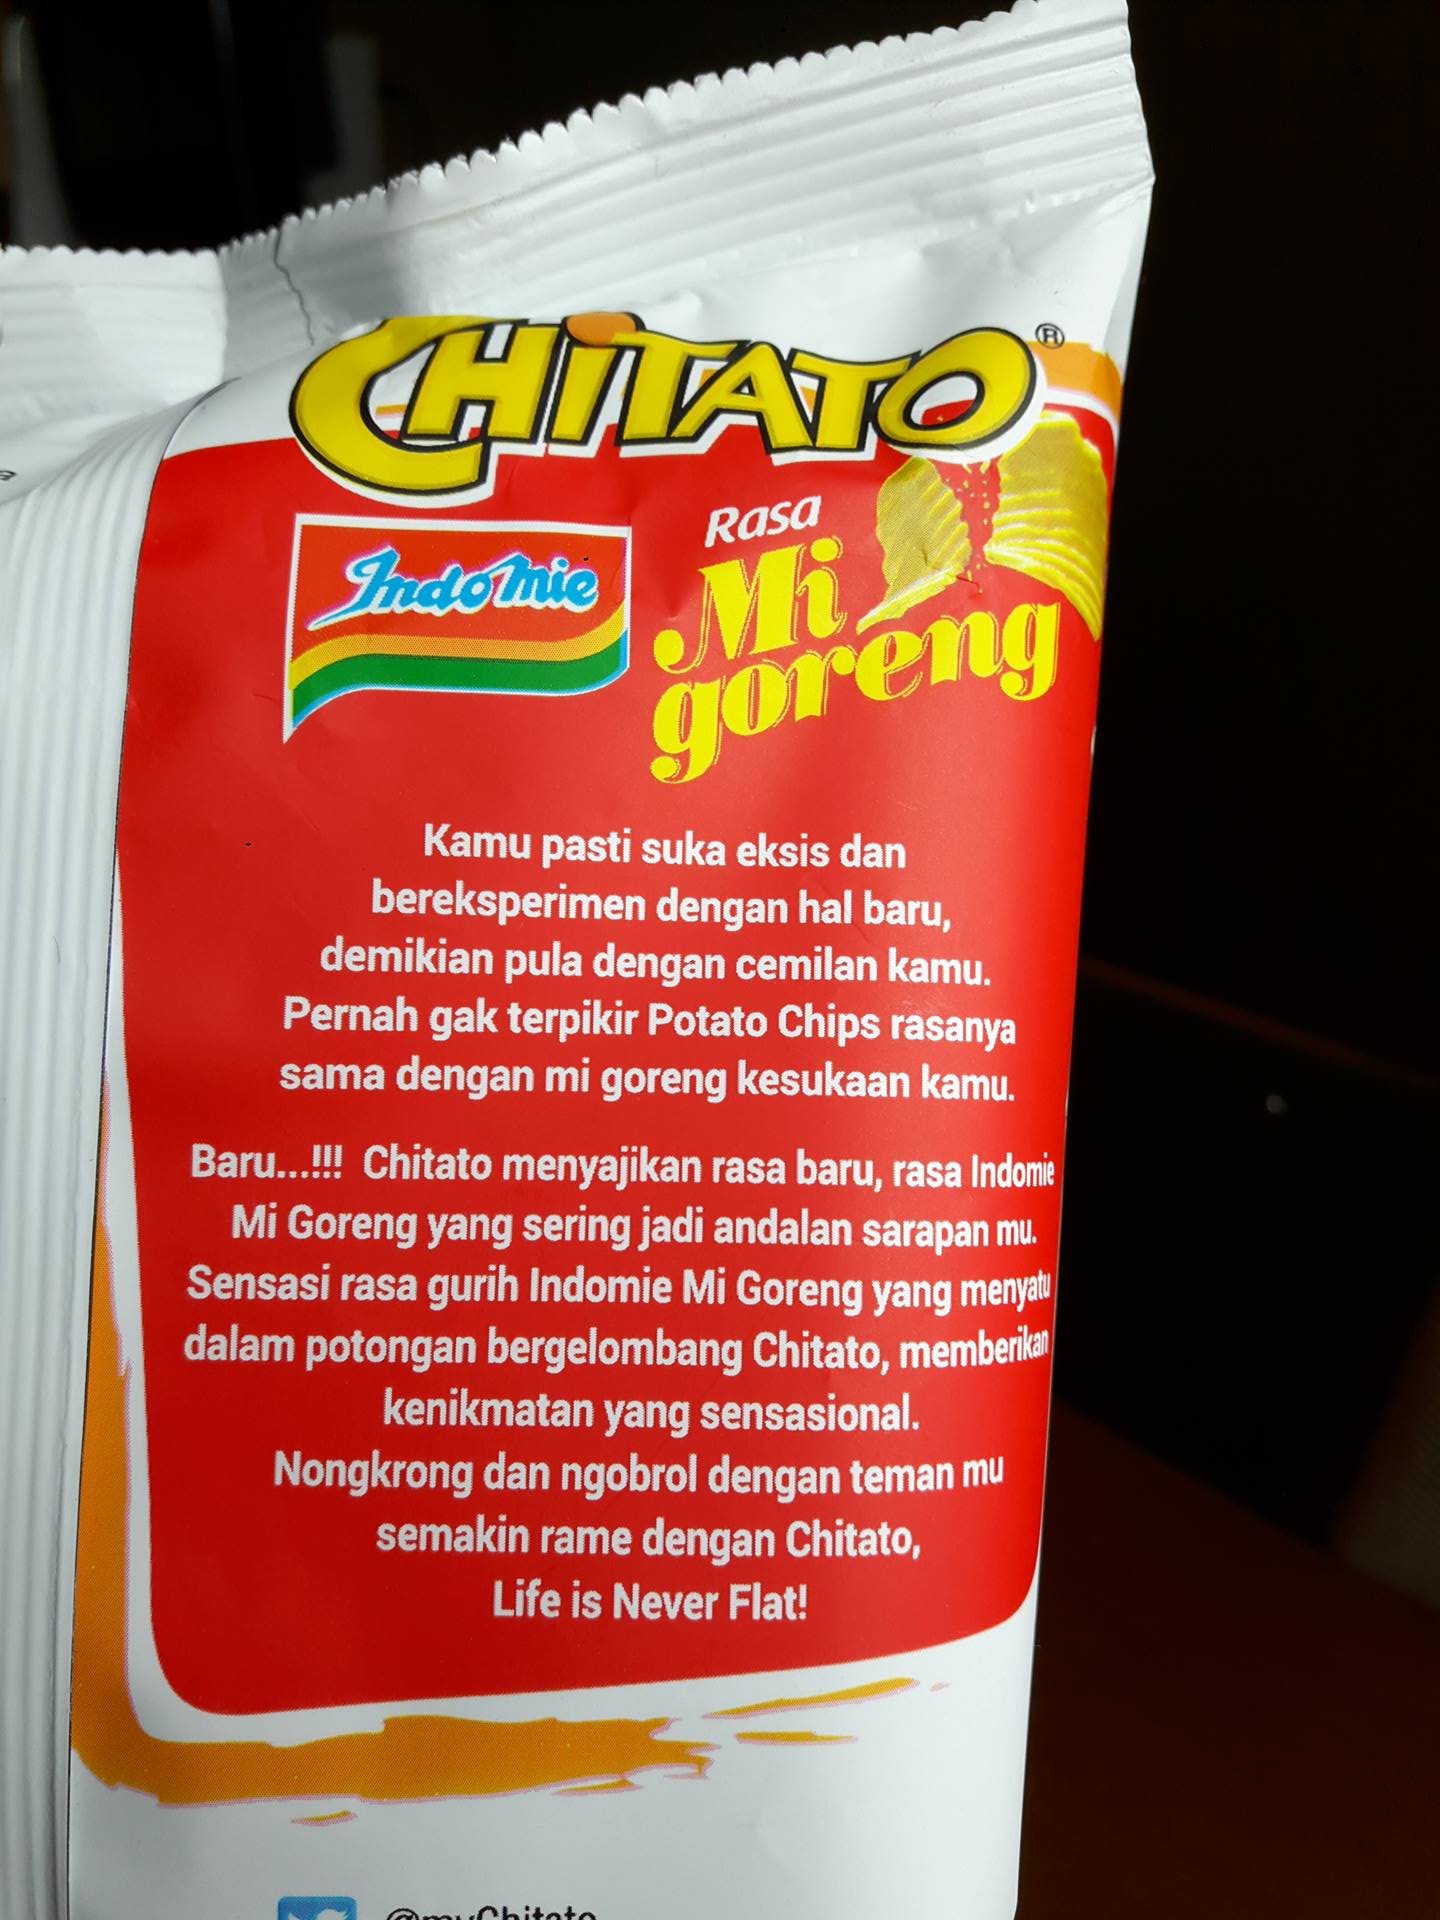 CHiTATO®
IndoMie
Rasa
Mi
goreng
Kamu pasti suka eksis dan
bereksperimen dengan hal baru,
demikian pula dengan cemilan kamu.
Pernah gak terpikir Potato Chips rasanya
sama dengan mi goreng kesukaan kamu.
Baru...!!! Chitato menyajikan rasa baru, rasa Indomie
Mi Goreng yang sering jadi andalan sarapan mu.
Sensasi rasa gurih Indomie Mi Goreng yang menyatu
dalam potongan bergelombang Chitato, memberikan
kenikmatan yang sensasional.
Nongkrong dan ngobrol dengan teman mu
semakin rame dengan Chitato,
Life is Never Flat!
@myChitato